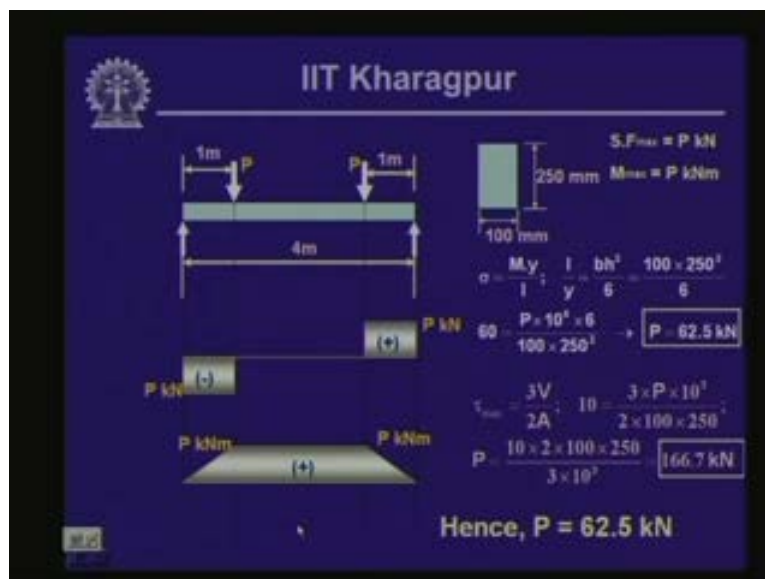 IIT Kharagpur
1m
P
P
1m
4m
250 mm
100 mm
S.Fmax = P kN
Mmax = P kNm
σ = M.y / I ; I / y = bh² / 6 = 100 × 250² / 6
60 = P × 10⁶ × 6 / 100 × 250² → P = 62.5 kN
P kN
(+)
(-)
P kN
P kNm
P kNm
(+)
τmax = 3V / 2A ; 10 = 3 × P × 10³ / 2 × 100 × 250 ;
P = 10 × 2 × 100 × 250 / 3 × 10³ = 166.7 kN
Hence, P = 62.5 kN